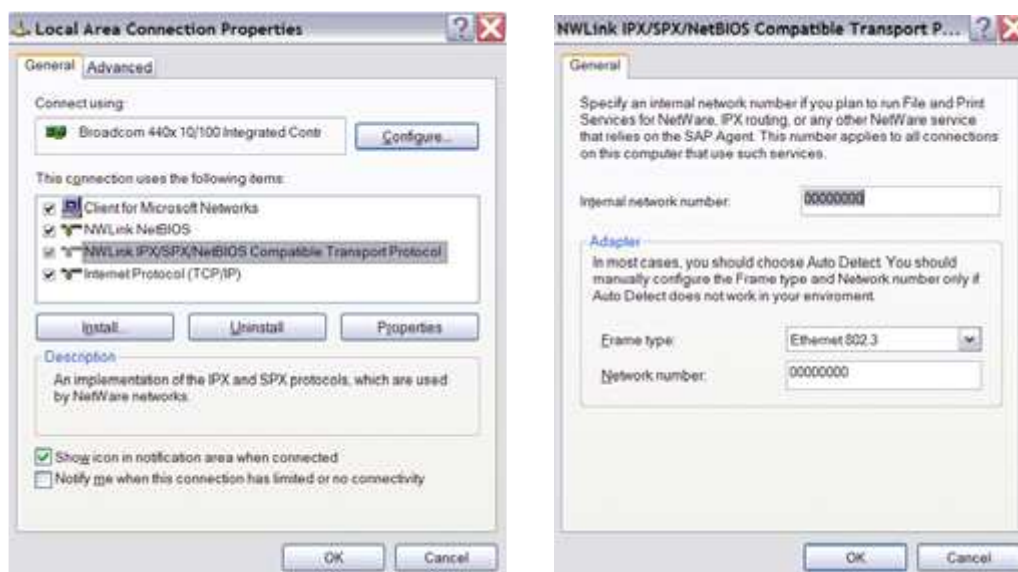 Local Area Connection Properties
General
Advanced
Connect using:
Broadcom 440x 10/100 Integrated Contr
Configure...
This connection uses the following items:
Client for Microsoft Networks
NWLink NetBIOS
NWLink IPX/SPX/NetBIOS Compatible Transport Protocol
Internet Protocol (TCP/IP)
Install...
Uninstall
Properties
Description
An implementation of the IPX and SPX protocols, which are used
by NetWare networks.
Show icon in notification area when connected
Notify me when this connection has limited or no connectivity
OK
Cancel
NWLink IPX/SPX/NetBIOS Compatible Transport P...
General
Specify an internal network number if you plan to run File and Print
Services for NetWare, IPX routing, or any other NetWare service
that relies on the SAP Agent. This number applies to all connections
on this computer that use such services.
Internal network number:
00000000
Adapter
In most cases, you should choose Auto Detect. You should
manually configure the Frame type and Network number only if
Auto Detect does not work in your enviroment.
Frame type:
Ethernet 802.3
Network number:
00000000
OK
Cancel